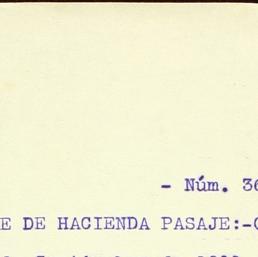 - Núm. 36
E DE HACIENDA PASAJE:-